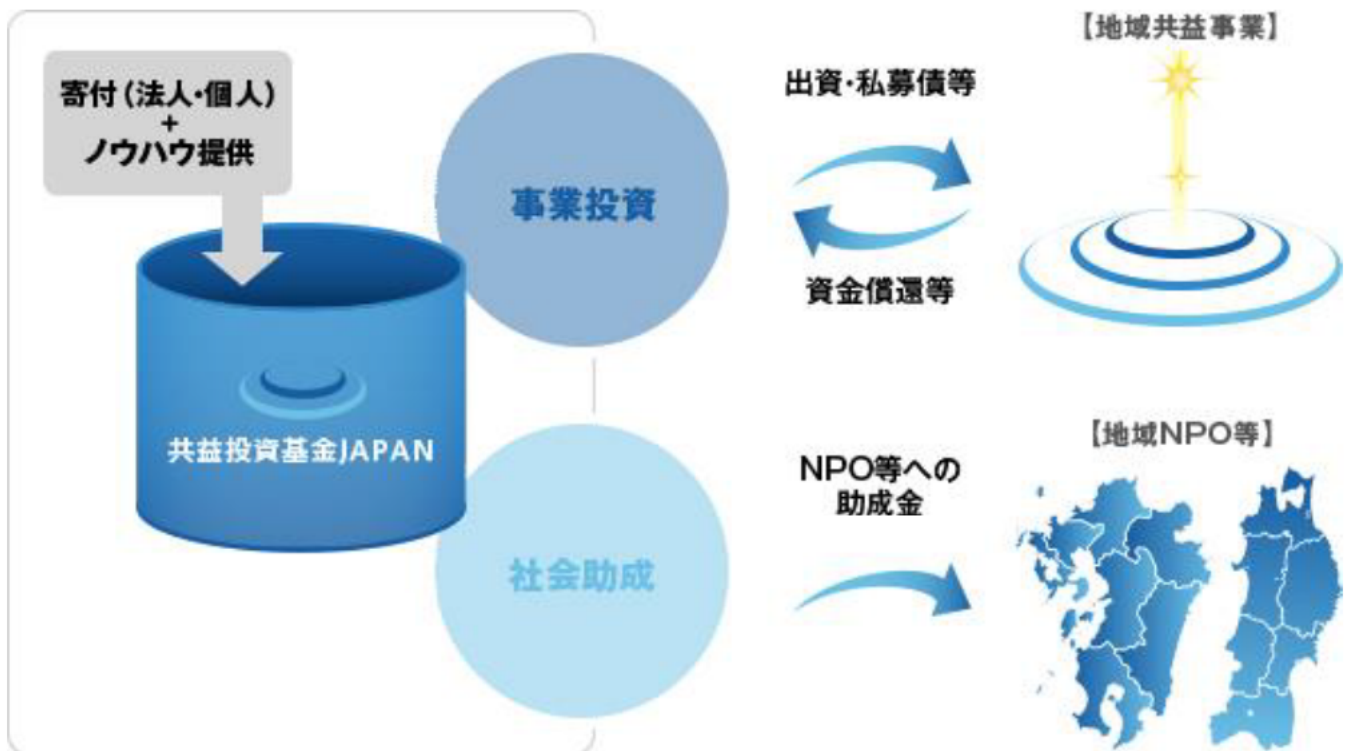 寄付(法人・個人)
+
ノウハウ提供
共益投資基金JAPAN
事業投資
社会助成
出資・私募債等
資金償還等
【地域共益事業】
NPO等への
助成金
【地域NPO等】